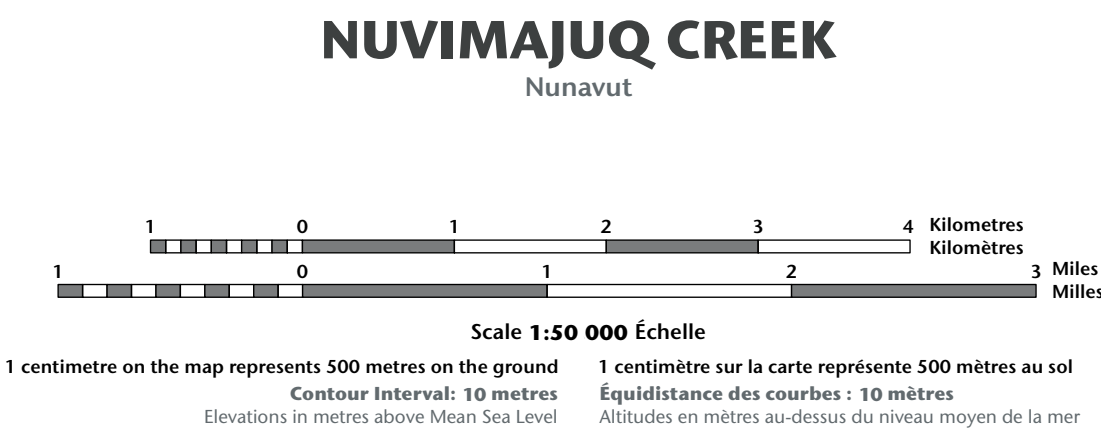 NUVIMAJUQ CREEK
Nunavut
1 0 1 2 3 4 Kilometres
Kilomètres
1 0 1 2 3 Miles
Milles
Scale 1:50 000 Échelle
1 centimetre on the map represents 500 metres on the ground
Contour Interval: 10 metres
Elevations in metres above Mean Sea Level
1 centimètre sur la carte représente 500 mètres au sol
Équidistance des courbes : 10 mètres
Altitudes en mètres au-dessus du niveau moyen de la mer